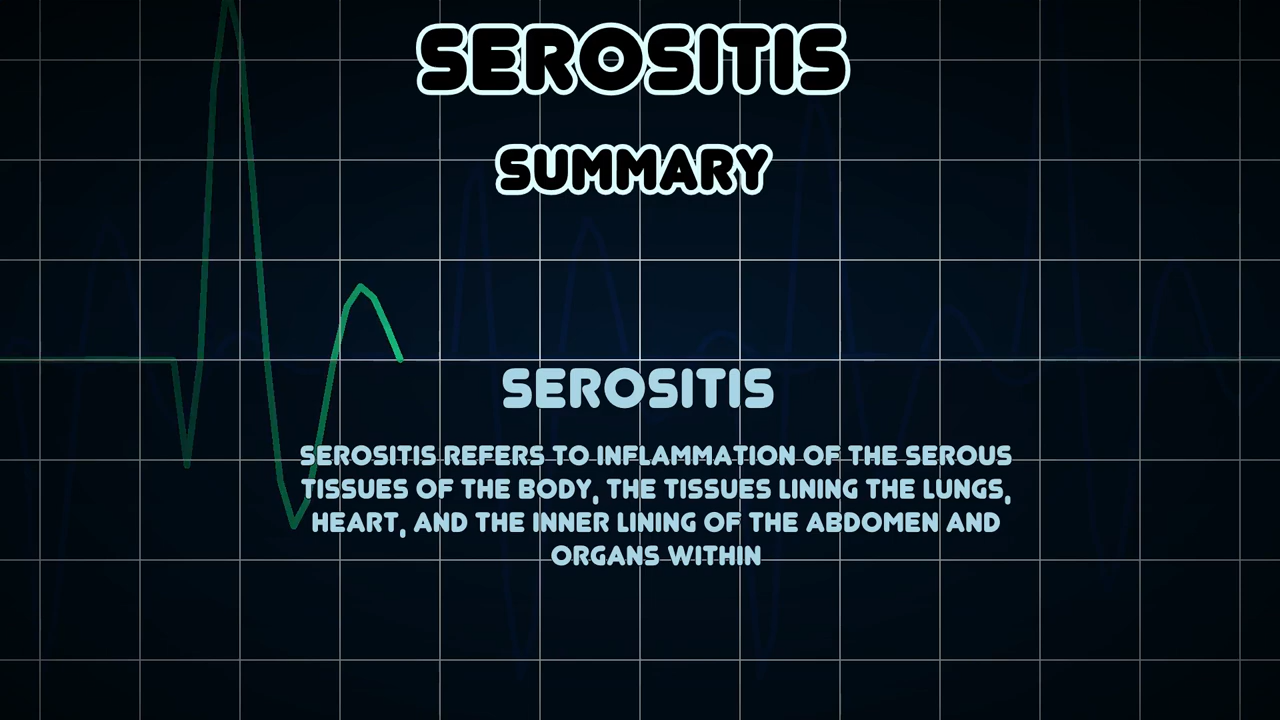 SEROSITIS
SUMMARY
SEROSITIS
SEROSITIS REFERS TO INFLAMMATION OF THE SEROUS
TISSUES OF THE BODY, THE TISSUES LINING THE LUNGS,
HEART, AND THE INNER LINING OF THE ABDOMEN AND
ORGANS WITHIN